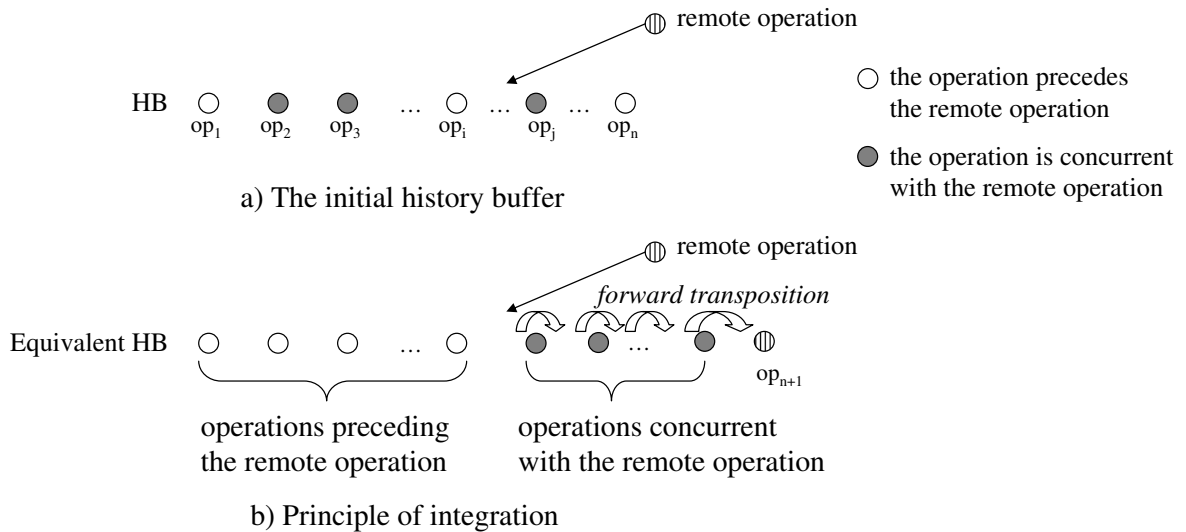 remote operation
HB
… … …
op1 op2 op3 opi opj opn
the operation precedes
the remote operation
the operation is concurrent
with the remote operation
a) The initial history buffer
remote operation
forward transposition
Equivalent HB
… …
opn+1
operations preceding
the remote operation
operations concurrent
with the remote operation
b) Principle of integration